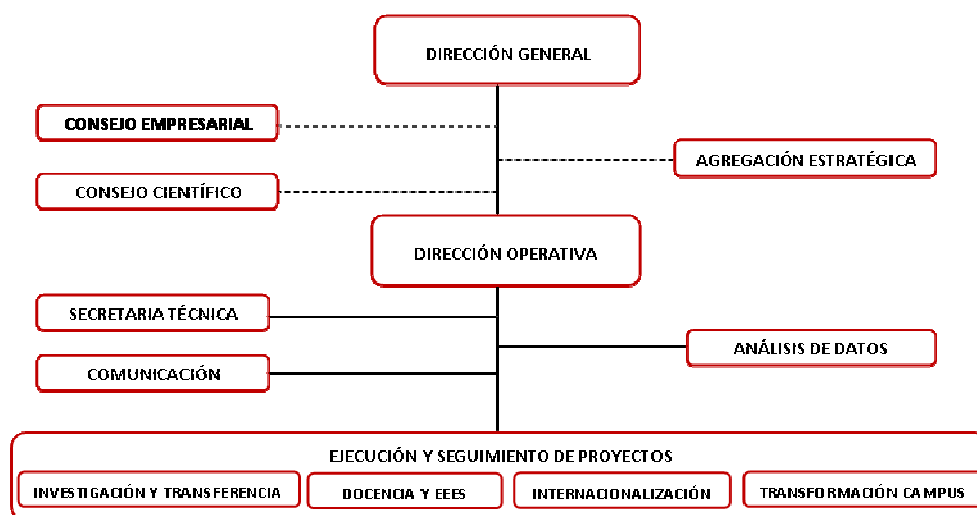 DIRECCIÓN GENERAL
CONSEJO EMPRESARIAL
AGREGACIÓN ESTRATÉGICA
CONSEJO CIENTÍFICO
DIRECCIÓN OPERATIVA
SECRETARIA TÉCNICA
ANÁLISIS DE DATOS
COMUNICACIÓN
EJECUCIÓN Y SEGUIMIENTO DE PROYECTOS
INVESTIGACIÓN Y TRANSFERENCIA
DOCENCIA Y EEES
INTERNACIONALIZACIÓN
TRANSFORMACIÓN CAMPUS